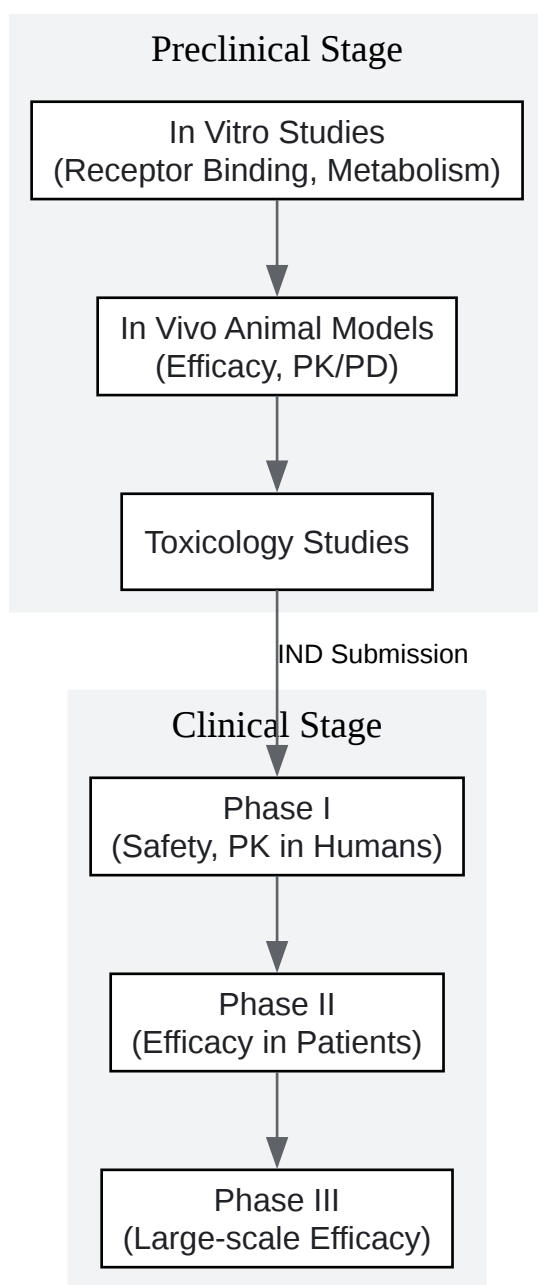 Preclinical Stage
In Vitro Studies
(Receptor Binding, Metabolism)
In Vivo Animal Models
(Efficacy, PK/PD)
Toxicology Studies
IND Submission
Clinical Stage
Phase I
(Safety, PK in Humans)
Phase II
(Efficacy in Patients)
Phase III
(Large-scale Efficacy)